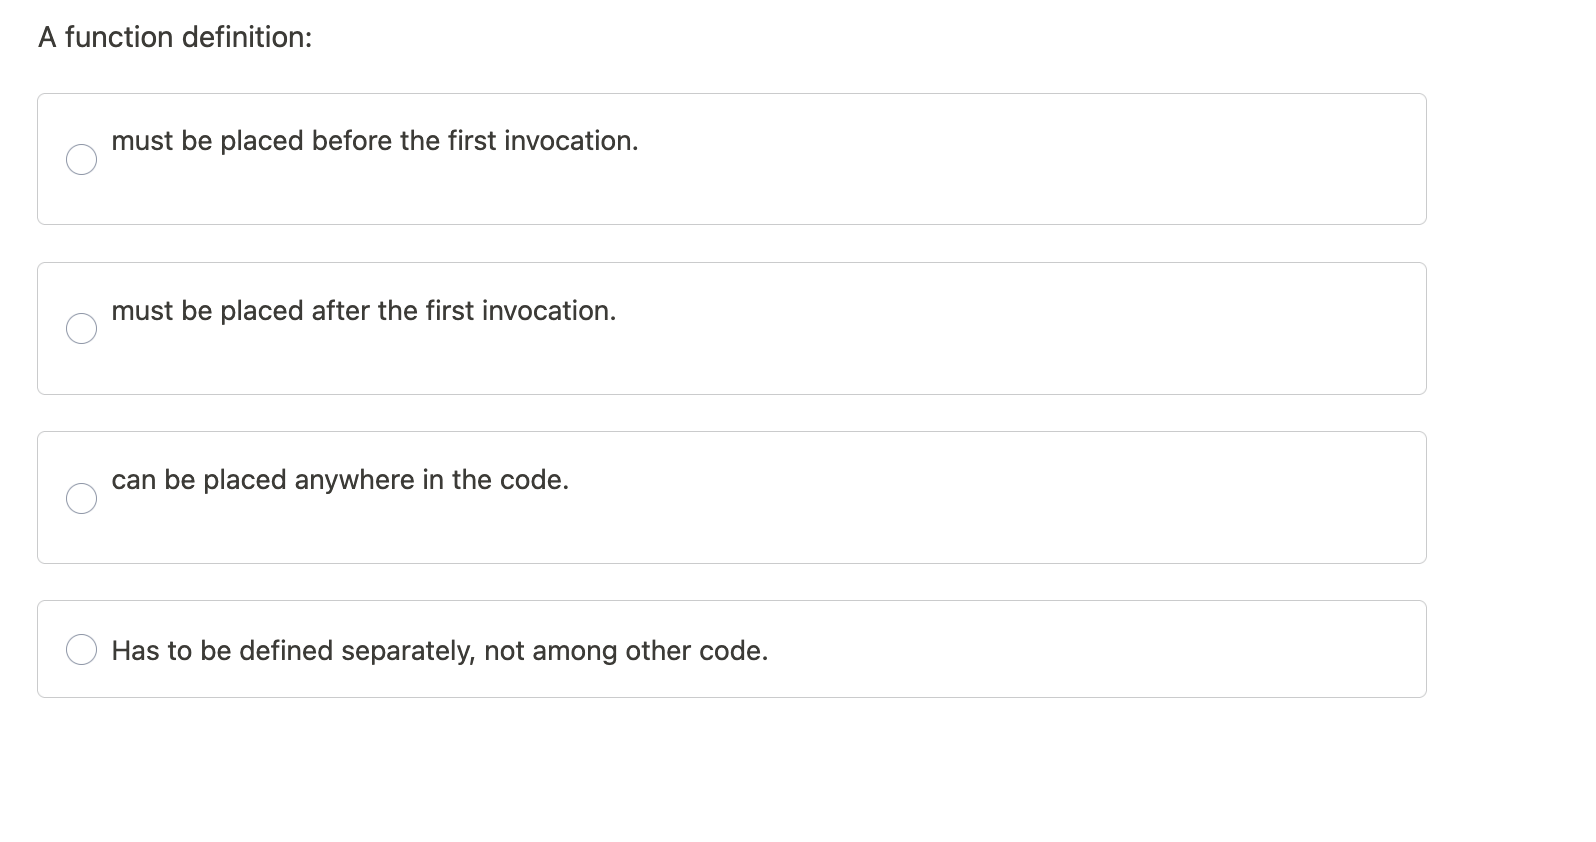 A function definition:
must be placed before the first invocation.
must be placed after the first invocation.
can be placed anywhere in the code.
Has to be defined separately, not among other code.